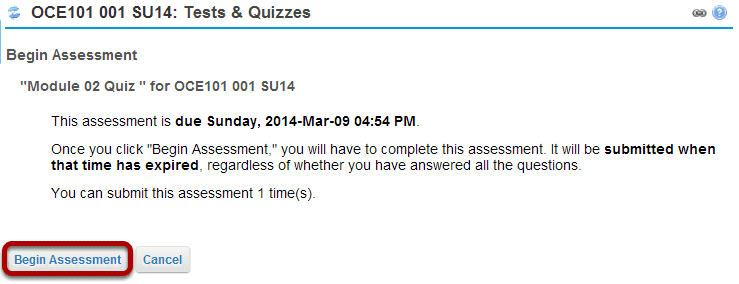 OCE101 001 SU14: Tests & Quizzes
Begin Assessment
"Module 02 Quiz " for OCE101 001 SU14
This assessment is due Sunday, 2014-Mar-09 04:54 PM.
Once you click "Begin Assessment," you will have to complete this assessment. It will be submitted when
that time has expired, regardless of whether you have answered all the questions.
You can submit this assessment 1 time(s).
Begin Assessment Cancel